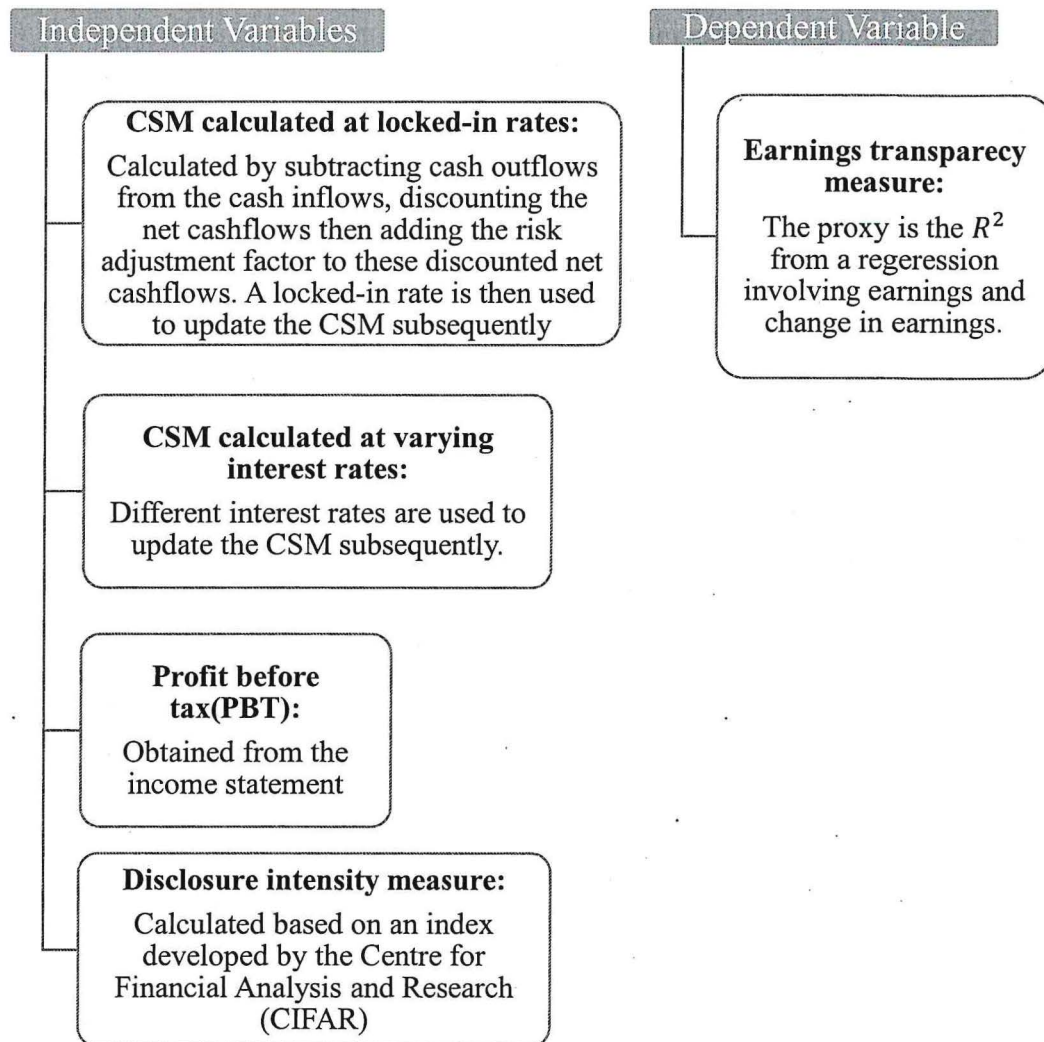 Independent Variables
CSM calculated at locked-in rates:
Calculated by subtracting cash outflows
from the cash inflows, discounting the
net cashflows then adding the risk
adjustment factor to these discounted net
cashflows. A locked-in rate is then used
to update the CSM subsequently
CSM calculated at varying
interest rates:
Different interest rates are used to
update the CSM subsequently.
Profit before
tax(PBT):
Obtained from the
income statement
Disclosure intensity measure:
Calculated based on an index
developed by the Centre for
Financial Analysis and Research
(CIFAR)
Dependent Variable
Earnings transparecy
measure:
The proxy is the R²
from a regeression
involving earnings and
change in earnings.